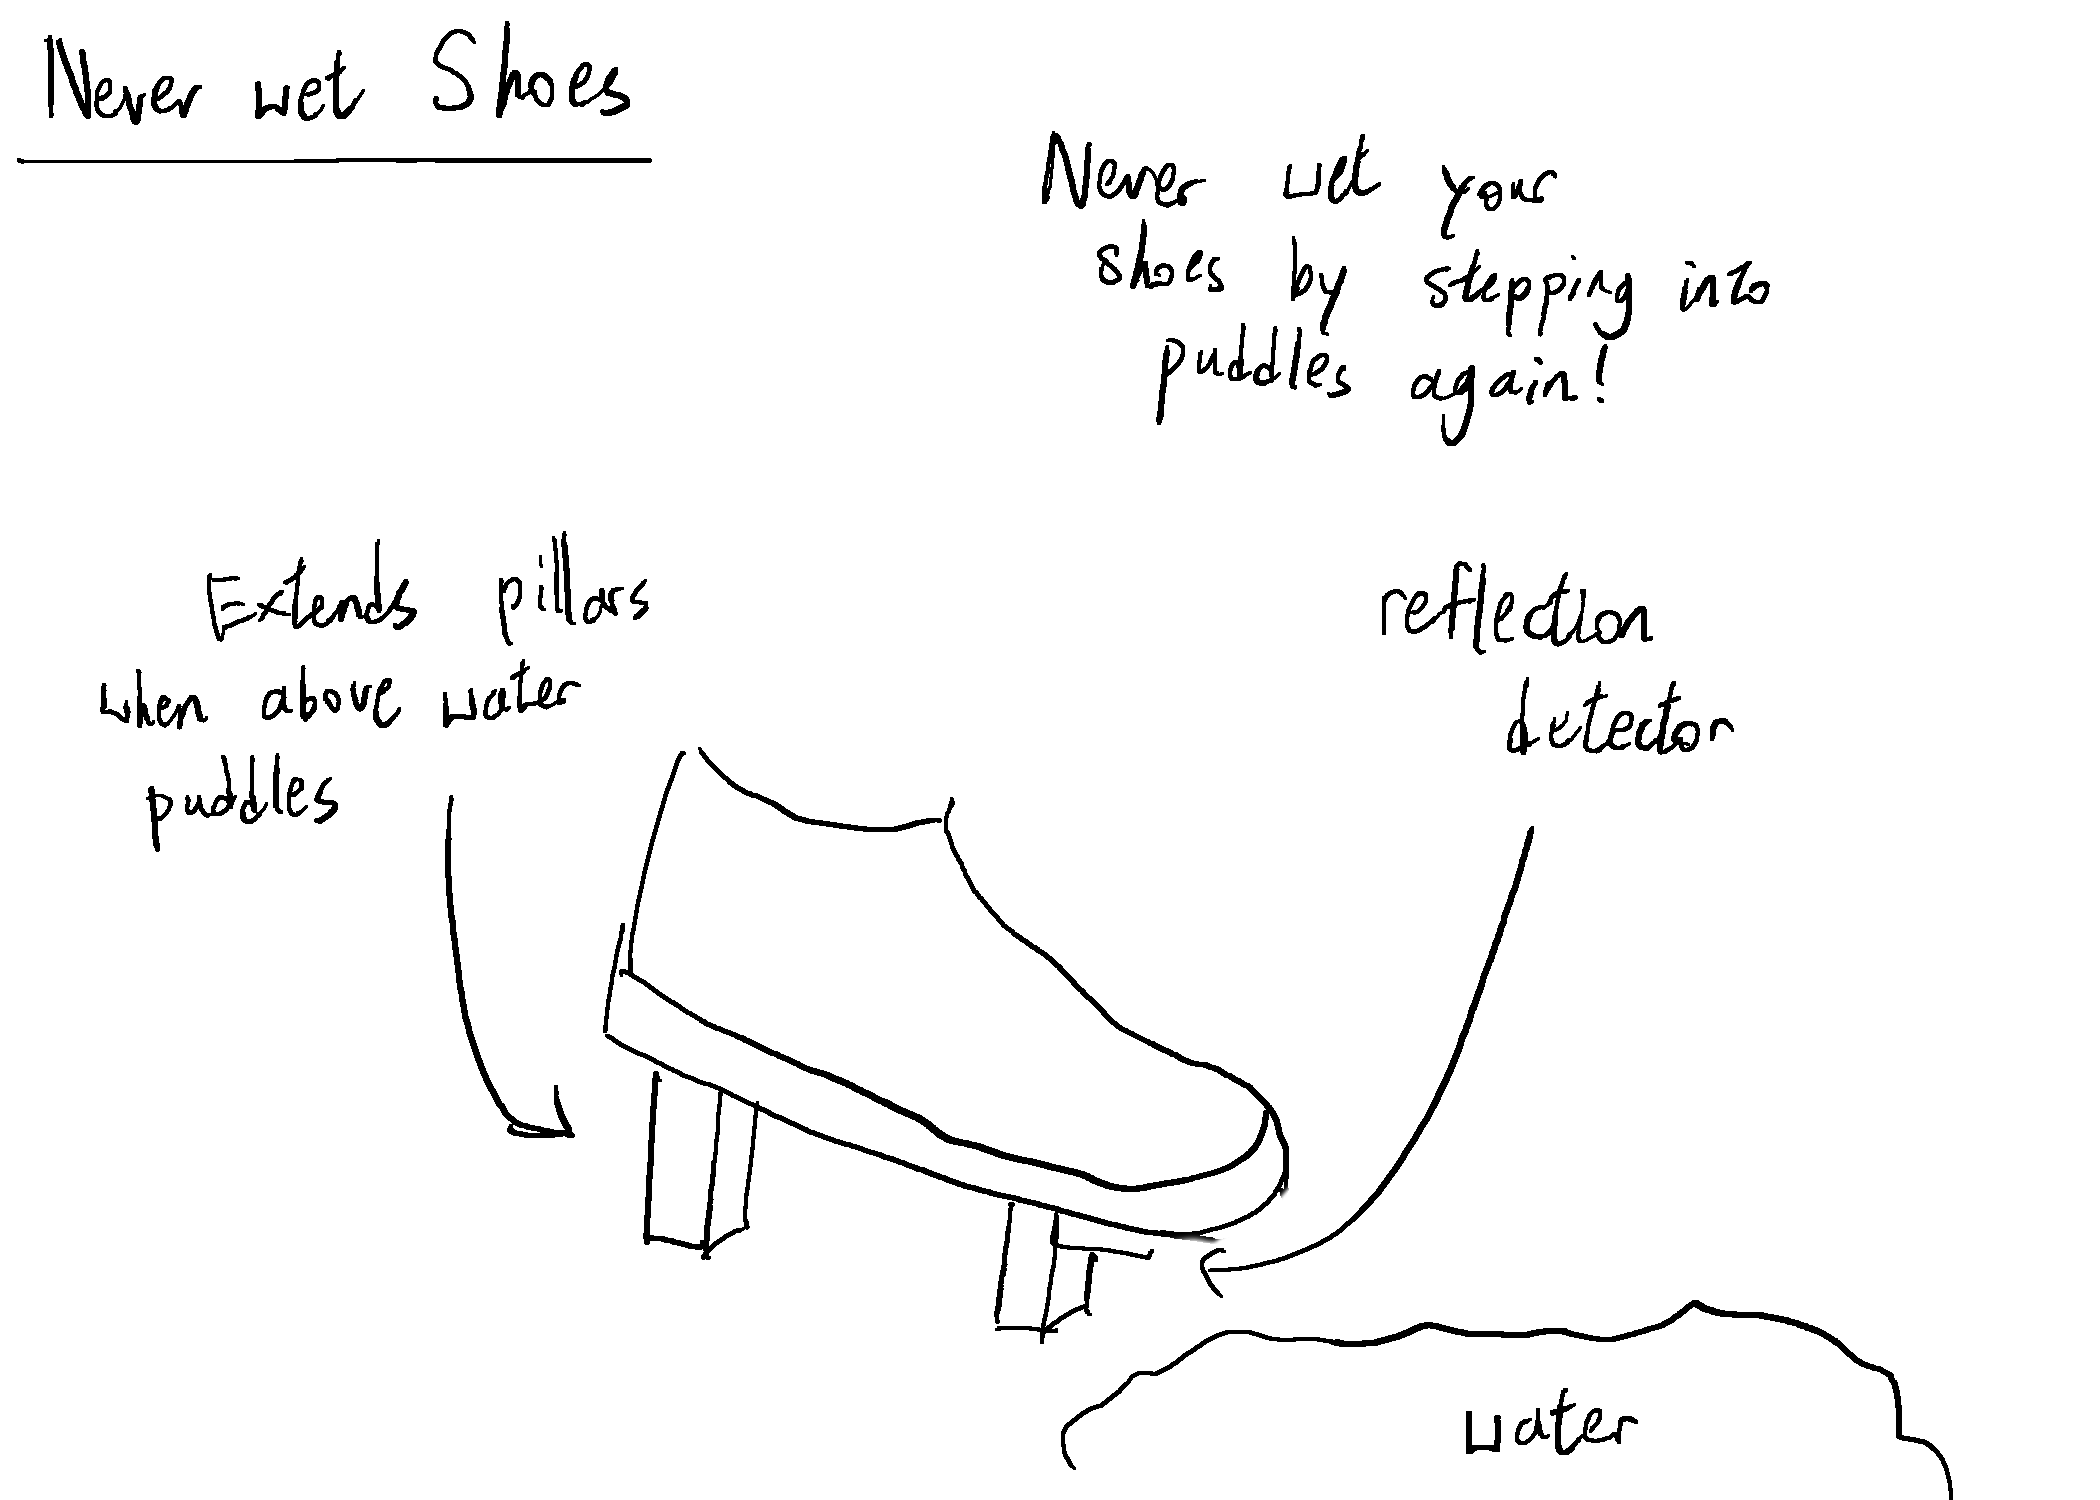 Never wet Shoes
Never wet your
shoes by stepping into
puddles again!
Extends pillars
when above water
puddles
reflection
detector
water